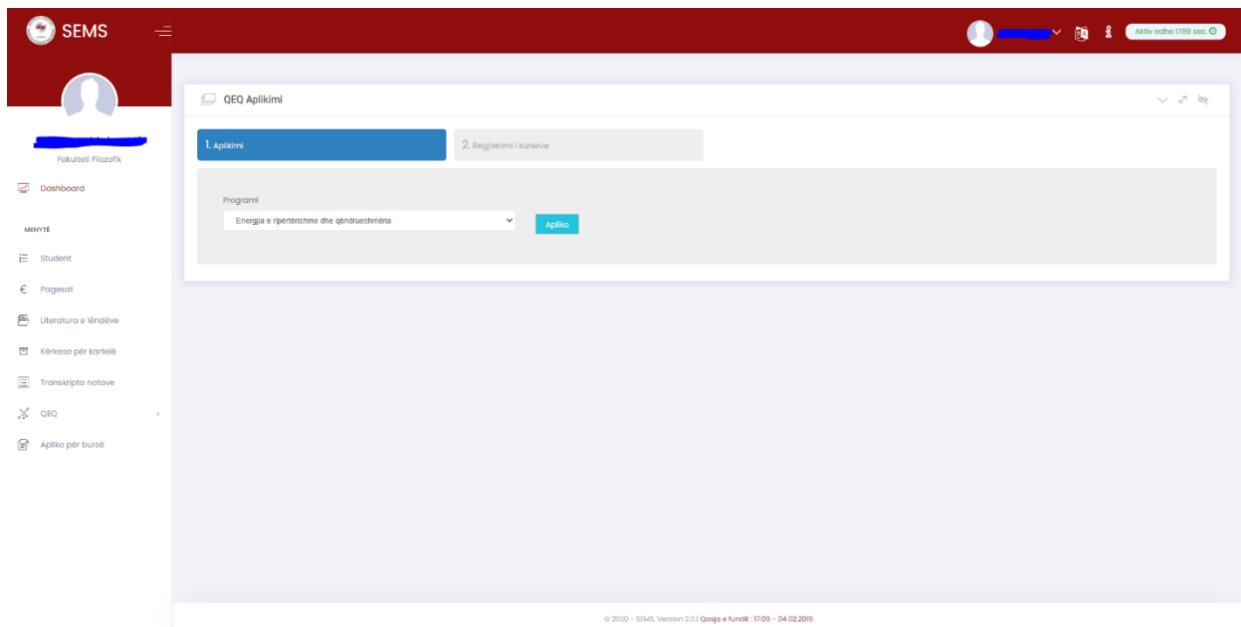 SEMS
Aktiv edhe 1789 sec
Fakulteti Filozofik
Dashboard
MENYTË
Student
Pagesat
Literatura e lëndëve
Kërkesa për kartelë
Transkripta notave
QEQ
Apliko për bursë
QEQ Aplikimi
1. Aplikimi
2. Regjistrimi i kurseve
Programi
Energjia e ripërtërishme dhe qëndrueshmëria
Apliko
© 2020 - SEMS, Version 2.0 | Qasja e fundit : 17:09 - 04.02.2019